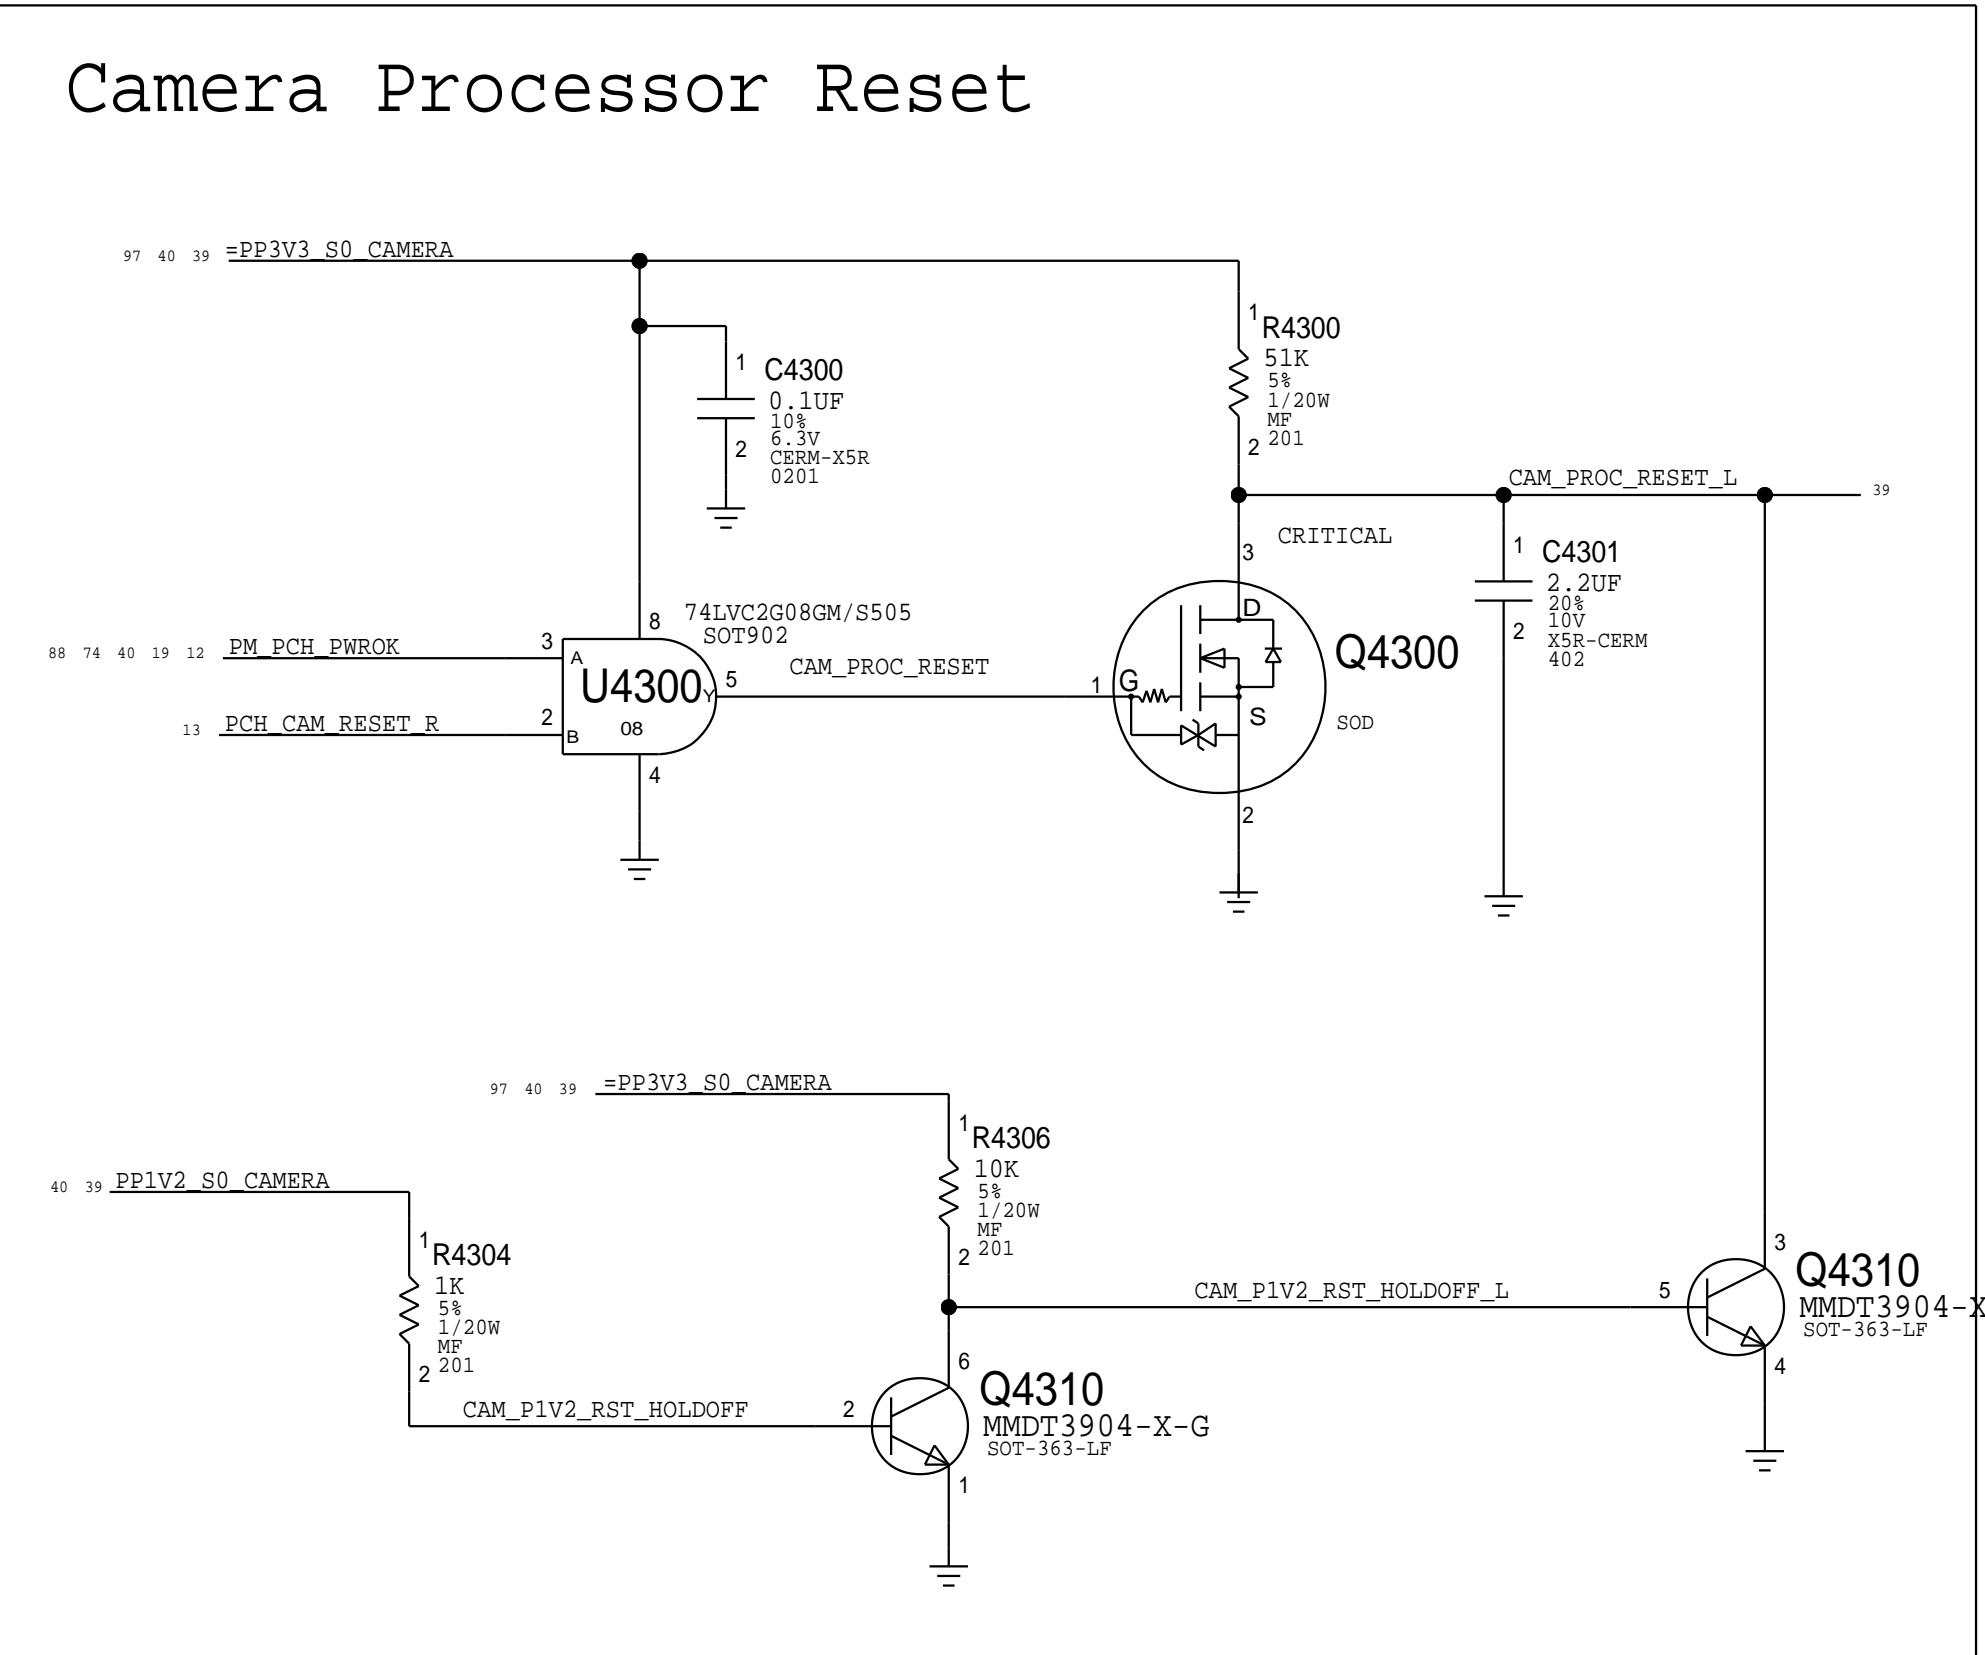 Camera Processor Reset
97 40 39 =PP3V3_S0_CAMERA
1 R4300
51K
5%
1/20W
MF
2 201
1 C4300
0.1UF
10%
6.3V
2 CERM-X5R
0201
CAM_PROC_RESET_L 39
CRITICAL
3
1 C4301
2.2UF
20%
10V
2 X5R-CERM
402
8 74LVC2G08GM/S505
SOT902
88 74 40 19 12 PM_PCH_PWROK 3 A
U4300 Y 5 CAM_PROC_RESET 1 G D S
Q4300
SOD
13 PCH_CAM_RESET_R 2 B
08
4
2
97 40 39 =PP3V3_S0_CAMERA
1 R4306
10K
5%
1/20W
MF
2 201
40 39 PP1V2_S0_CAMERA
1 R4304
1K
5%
1/20W
MF
2 201
CAM_P1V2_RST_HOLDOFF_L 5
3 Q4310
MMDT3904-X
SOT-363-LF
4
CAM_P1V2_RST_HOLDOFF 2
6 Q4310
MMDT3904-X-G
SOT-363-LF
1